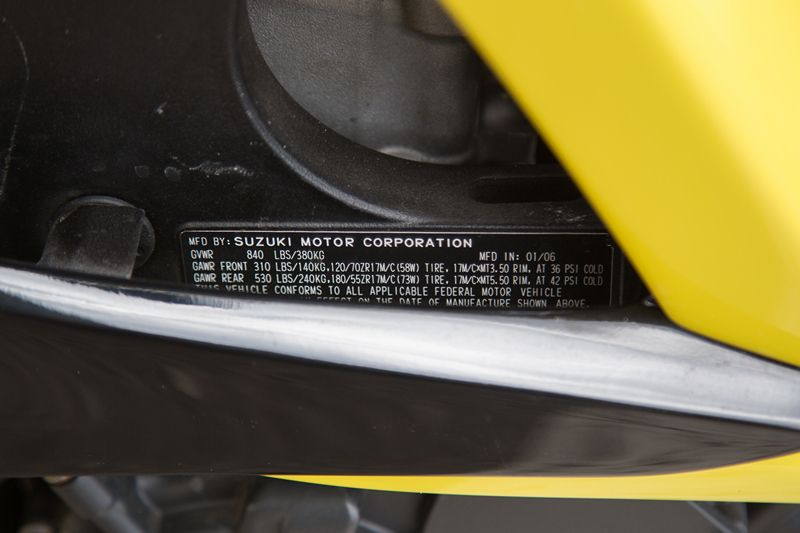 MFD BY: SUZUKI MOTOR CORPORATION
GVWR 840 LBS/380KG MFD IN: 01/06
GAWR FRONT 310 LBS/140KG,120/70ZR17M/C(58W) TIRE, 17M/CxMT3.50 RIM, AT 36 PSI COLD
GAWR REAR 530 LBS/240KG,180/55ZR17M/C(73W) TIRE, 17M/CxMT5.50 RIM, AT 42 PSI COLD
THIS VEHICLE CONFORMS TO ALL APPLICABLE FEDERAL MOTOR VEHICLE
IN EFFECT ON THE DATE OF MANUFACTURE SHOWN ABOVE.